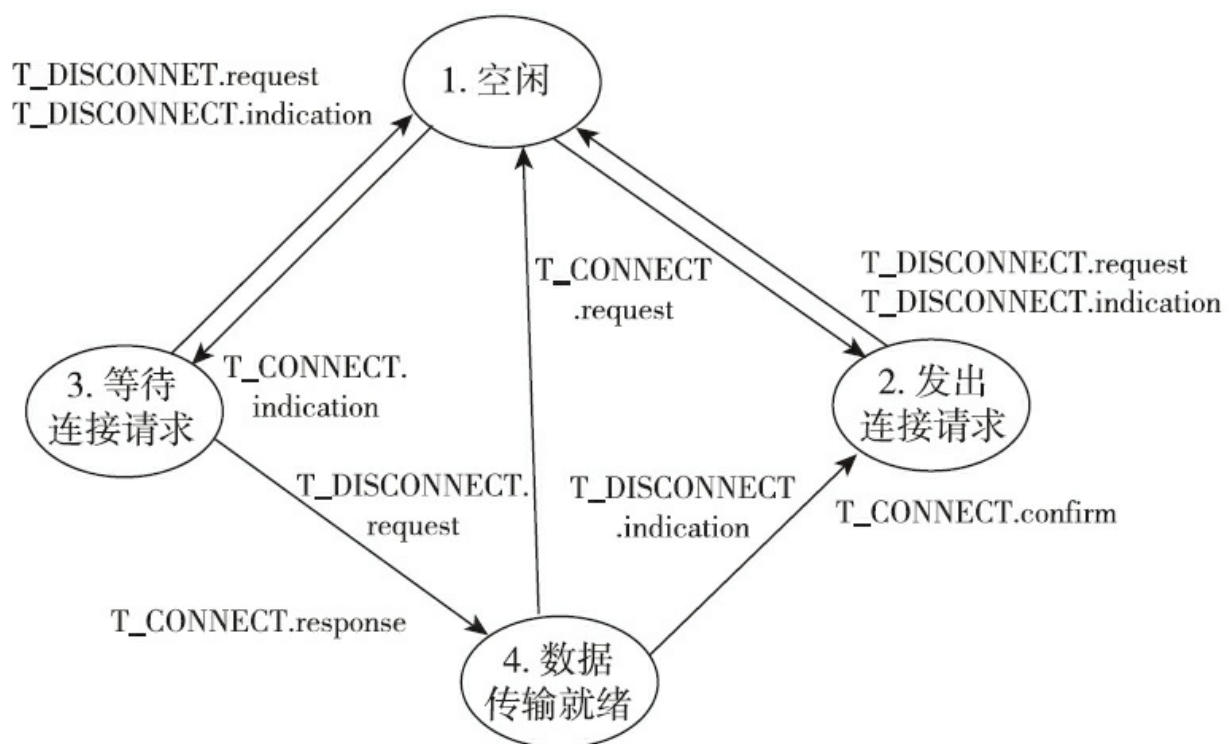 1. 空闲
T_DISCONNET.request
T_DISCONNECT.indication
T_CONNECT
.request
T_DISCONNECT.request
T_DISCONNECT.indication
3. 等待
连接请求
T_CONNECT.
indication
2. 发出
连接请求
T_DISCONNECT.
request
T_DISCONNECT
.indication
T_CONNECT.confirm
T_CONNECT.response
4. 数据
传输就绪